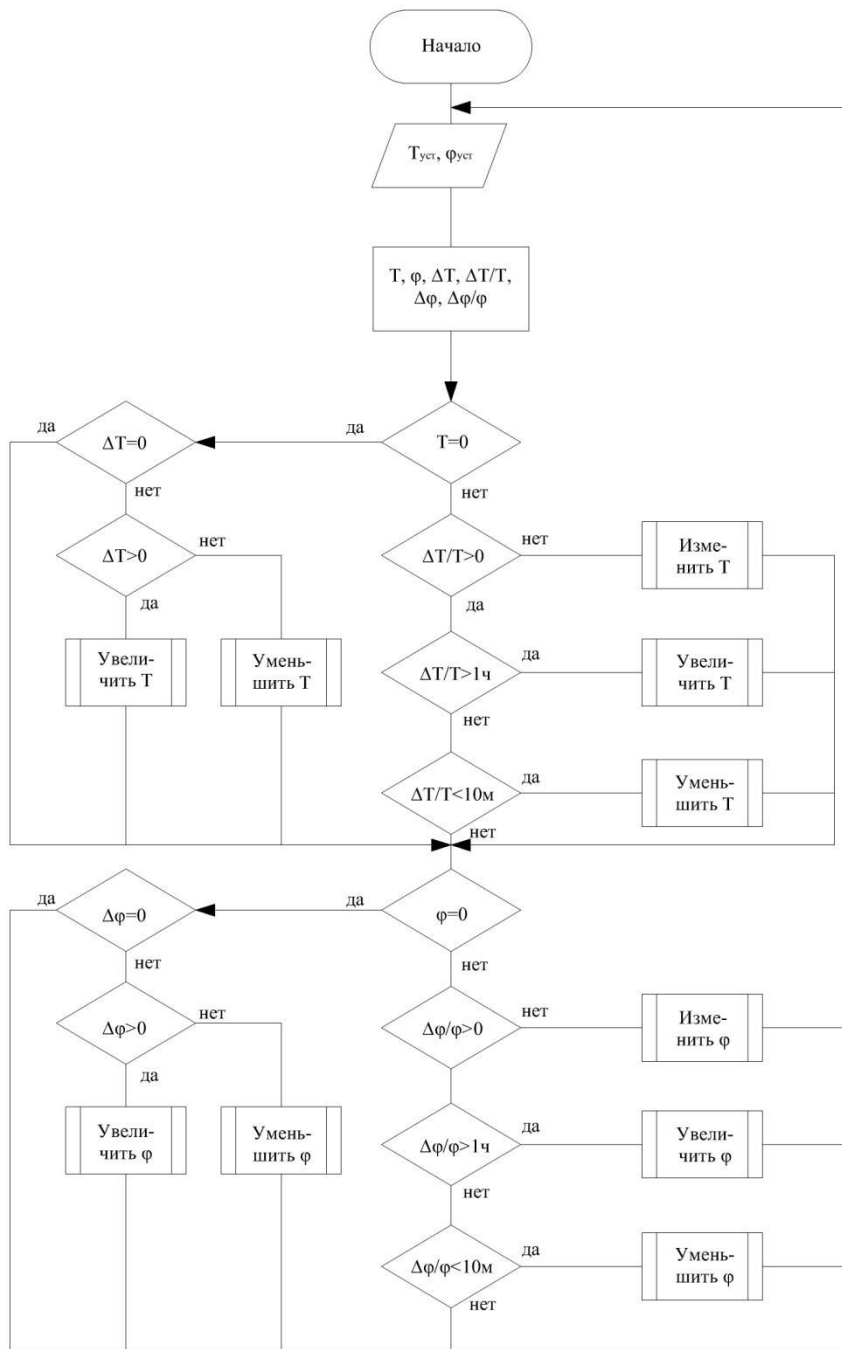 Начало
Tуст, φуст
T, φ, ΔT, ΔT/T,
Δφ, Δφ/φ
да
ΔT=0
да
T=0
нет
нет
ΔT>0
нет
да
ΔT/T>0
нет
да
Изме-
нить T
Увели-
чить T
Умень-
шить T
ΔT/T>1ч
да
нет
Увели-
чить T
ΔT/T<10м
да
нет
Умень-
шить T
да
Δφ=0
да
φ=0
нет
нет
Δφ>0
нет
да
Δφ/φ>0
нет
Изме-
нить φ
Увели-
чить φ
Умень-
шить φ
Δφ/φ>1ч
да
нет
Увели-
чить φ
Δφ/φ<10м
да
нет
Умень-
шить φ